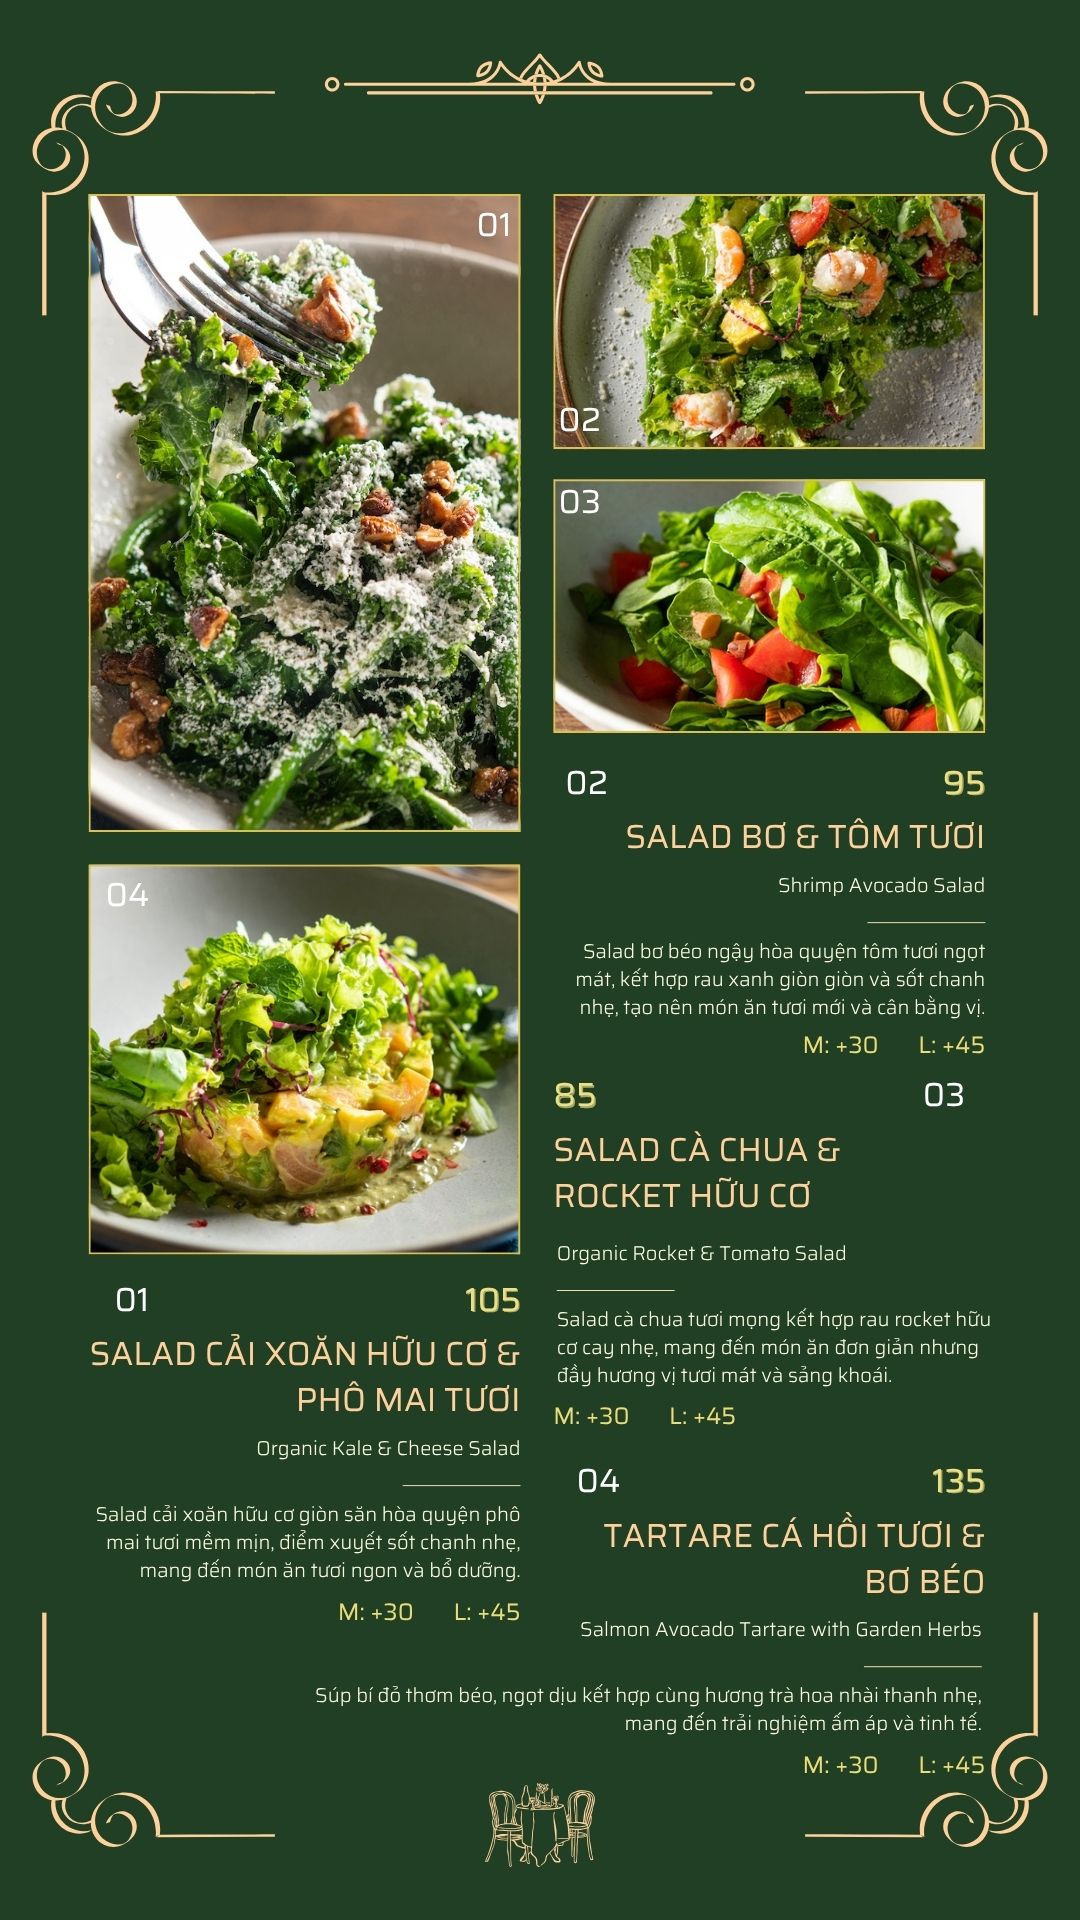 01
02
03
04
02
95
SALAD BƠ & TÔM TƯƠI
Shrimp Avocado Salad
Salad bơ béo ngậy hòa quyện tôm tươi ngọt
mát, kết hợp rau xanh giòn giòn và sốt chanh
nhẹ, tạo nên món ăn tươi mới và cân bằng vị.
M: +30 L: +45
85
03
SALAD CÀ CHUA &
ROCKET HỮU CƠ
Organic Rocket & Tomato Salad
Salad cà chua tươi mọng kết hợp rau rocket hữu
cơ cay nhẹ, mang đến món ăn đơn giản nhưng
đầy hương vị tươi mát và sảng khoái.
M: +30 L: +45
01
105
SALAD CẢI XOĂN HỮU CƠ &
PHÔ MAI TƯƠI
Organic Kale & Cheese Salad
Salad cải xoăn hữu cơ giòn săn hòa quyện phô
mai tươi mềm mịn, điểm xuyết sốt chanh nhẹ,
mang đến món ăn tươi ngon và bổ dưỡng.
M: +30 L: +45
04
135
TARTARE CÁ HỒI TƯƠI &
BƠ BÉO
Salmon Avocado Tartare with Garden Herbs
Súp bí đỏ thơm béo, ngọt dịu kết hợp cùng hương trà hoa nhài thanh nhẹ,
mang đến trải nghiệm ấm áp và tinh tế.
M: +30 L: +45